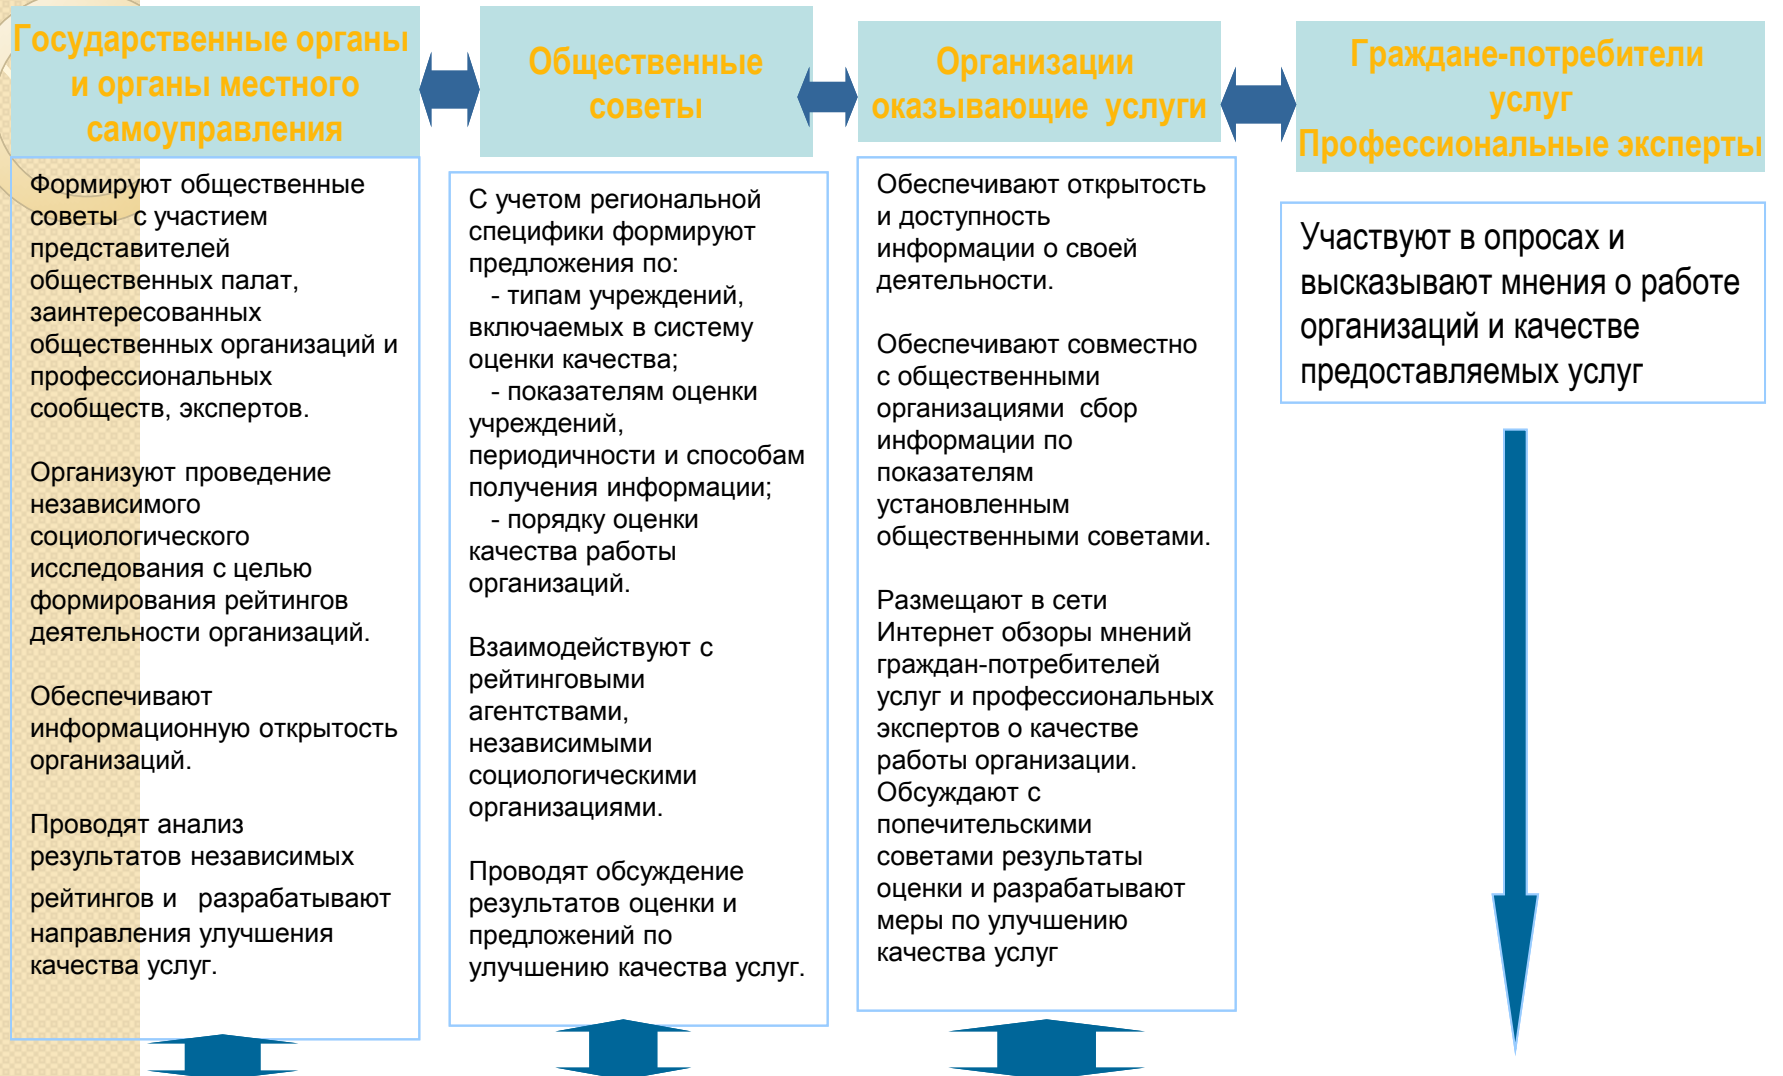 Государственные органы
и органы местного
самоуправления
Формируют общественные
советы с участием
представителей
общественных палат,
заинтересованных
общественных организаций и
профессиональных
сообществ, экспертов.
Организуют проведение
независимого
социологического
исследования с целью
формирования рейтингов
деятельности организаций.
Обеспечивают
информационную открытость
организаций.
Проводят анализ
результатов независимых
рейтингов и разрабатывают
направления улучшения
качества услуг.
Общественные
советы
С учетом региональной
специфики формируют
предложения по:
- типам учреждений,
включаемых в систему
оценки качества;
- показателям оценки
учреждений,
периодичности и способам
получения информации;
- порядку оценки
качества работы
организаций.
Взаимодействуют с
рейтинговыми
агентствами,
независимыми
социологическими
организациями.
Проводят обсуждение
результатов оценки и
предложений по
улучшению качества услуг.
Организации
оказывающие услуги
Обеспечивают открытость
и доступность
информации о своей
деятельности.
Обеспечивают совместно
с общественными
организациями сбор
информации по
показателям
установленным
общественными советами.
Размещают в сети
Интернет обзоры мнений
граждан-потребителей
услуг и профессиональных
экспертов о качестве
работы организации.
Обсуждают с
попечительскими
советами результаты
оценки и разрабатывают
меры по улучшению
качества услуг
Граждане-потребители
услуг
Профессиональные эксперты
Участвуют в опросах и
высказывают мнения о работе
организаций и качестве
предоставляемых услуг